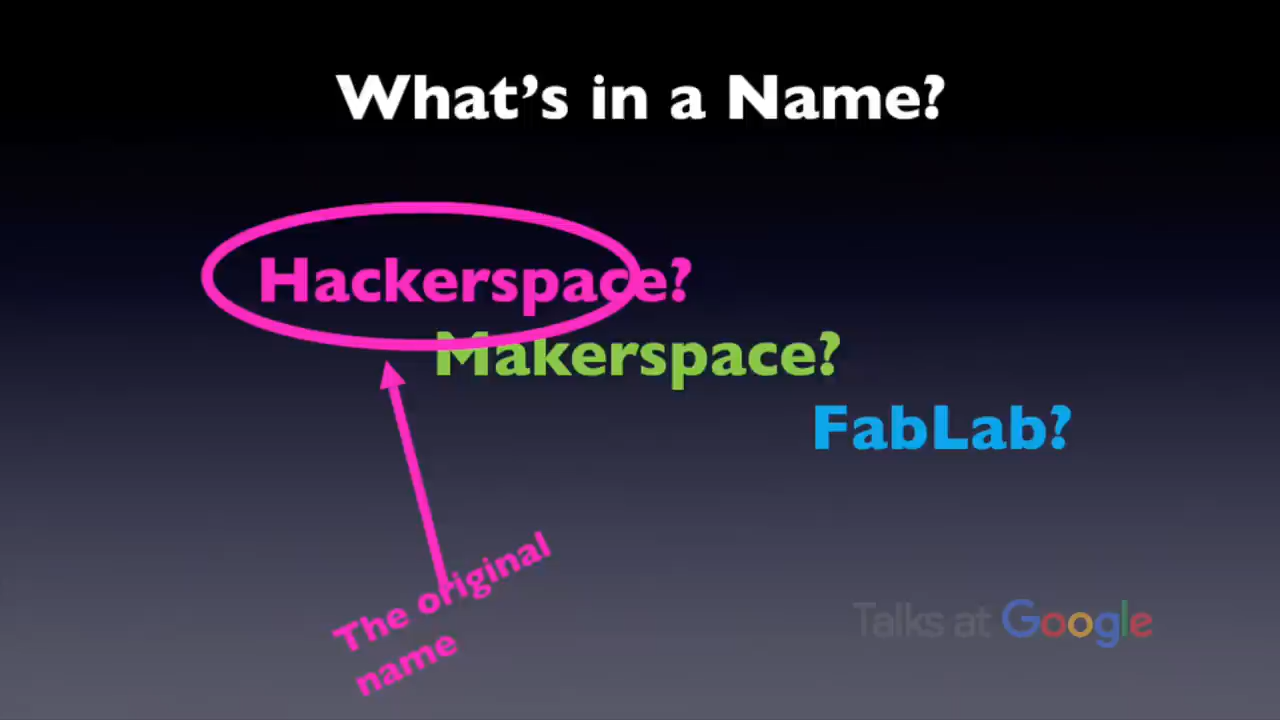 What's in a Name?
Hackerspace?
Makerspace?
FabLab?
The original
name
Talks at Google